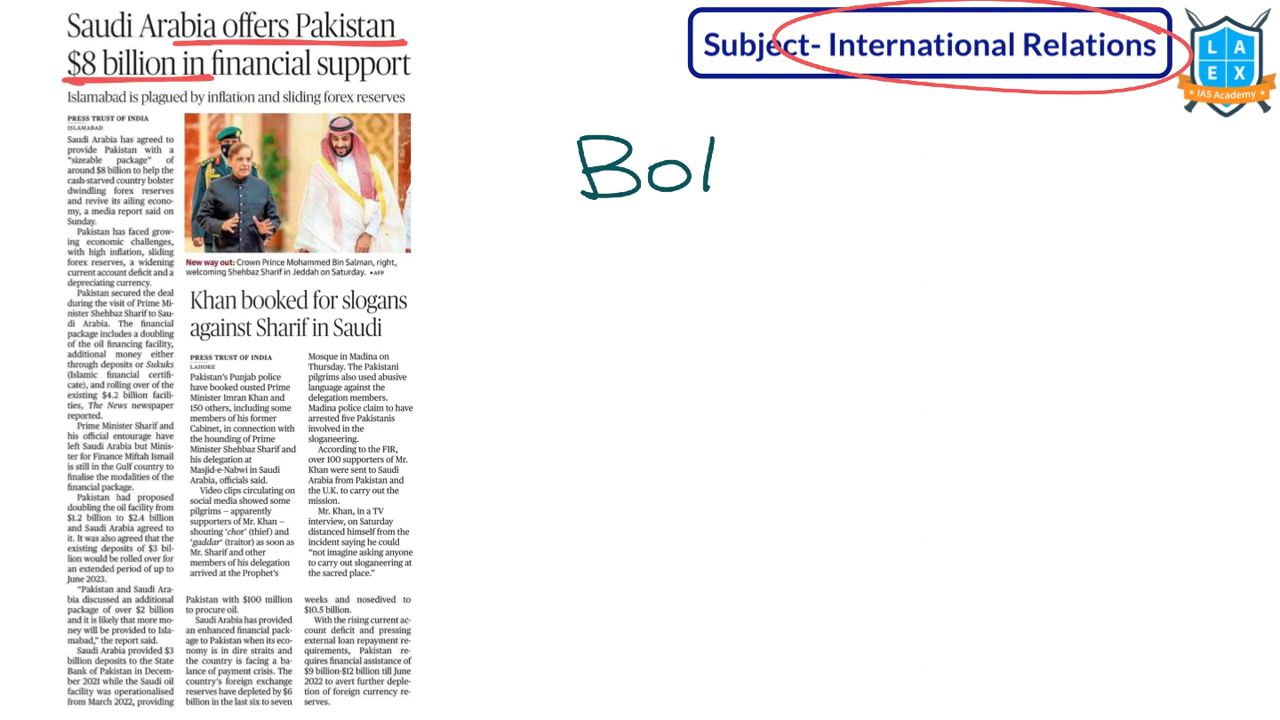 Saudi Arabia offers Pakistan
$8 billion in financial support
Islamabad is plagued by inflation and sliding forex reserves
PRESS TRUST OF INDIA
ISLAMABAD
Saudi Arabia has agreed to
provide Pakistan with a
"sizeable package" of
around $8 billion to help the
cash-starved country bolster
dwindling forex reserves
and revive its ailing econo-
my, a media report said on
Sunday.
Pakistan has faced grow-
ing economic challenges,
with high inflation, sliding
forex reserves, a widening
current account deficit and a
depreciating currency.
Pakistan secured the deal
during the visit of Prime Mi-
nister Shehbaz Sharif to Sau-
di Arabia. The financial
package includes a doubling
of the oil financing facility,
additional money either
through deposits or Sukuks
(Islamic financial certifi-
cate), and rolling over of the
existing $4.2 billion facili-
ties, The News newspaper
reported.
Prime Minister Sharif and
his official entourage have
left Saudi Arabia but Minis-
ter for Finance Miftah Ismail
is still in the Gulf country to
finalise the modalities of the
financial package.
Pakistan had proposed
doubling the oil facility from
$1.2 billion to $2.4 billion
and Saudi Arabia agreed to
it. It was also agreed that the
existing deposits of $3 bil-
lion would be rolled over for
an extended period of up to
June 2023.
"Pakistan and Saudi Ara-
bia discussed an additional
package of over $2 billion
and it is likely that more mo-
ney will be provided to Isla-
mabad," the report said.
Saudi Arabia provided $3
billion deposits to the State
Bank of Pakistan in Decem-
ber 2021 while the Saudi oil
facility was operationalised
from March 2022, providing
Pakistan with $100 million
to procure oil.
Saudi Arabia has provided
an enhanced financial pack-
age to Pakistan when its eco-
nomy is in dire straits and
the country is facing a ba-
lance of payment crisis. The
country's foreign exchange
reserves have depleted by $6
billion in the last six to seven
weeks and nosedived to
$10.5 billion.
With the rising current ac-
count deficit and pressing
external loan repayment re-
quirements, Pakistan re-
quires financial assistance of
$9 billion-$12 billion till June
2022 to avert further deple-
tion of foreign currency re-
serves.
New way out: Crown Prince Mohammed Bin Salman, right,
welcoming Shehbaz Sharif in Jeddah on Saturday. •AFP
Khan booked for slogans
against Sharif in Saudi
PRESS TRUST OF INDIA
LAHORE
Pakistan's Punjab police
have booked ousted Prime
Minister Imran Khan and
150 others, including some
members of his former
Cabinet, in connection with
the hounding of Prime
Minister Shehbaz Sharif and
his delegation at
Masjid-e-Nabwi in Saudi
Arabia, officials said.
Video clips circulating on
social media showed some
pilgrims – apparently
supporters of Mr. Khan –
shouting 'chor' (thief) and
'gaddar' (traitor) as soon as
Mr. Sharif and other
members of his delegation
arrived at the Prophet's
Mosque in Madina on
Thursday. The Pakistani
pilgrims also used abusive
language against the
delegation members.
Madina police claim to have
arrested five Pakistanis
involved in the
sloganeering.
According to the FIR,
over 100 supporters of Mr.
Khan were sent to Saudi
Arabia from Pakistan and
the U.K. to carry out the
mission.
Mr. Khan, in a TV
interview, on Saturday
distanced himself from the
incident saying he could
"not imagine asking anyone
to carry out sloganeering at
the sacred place."
Subject- International Relations
L A
E X
IAS Academy
Bol